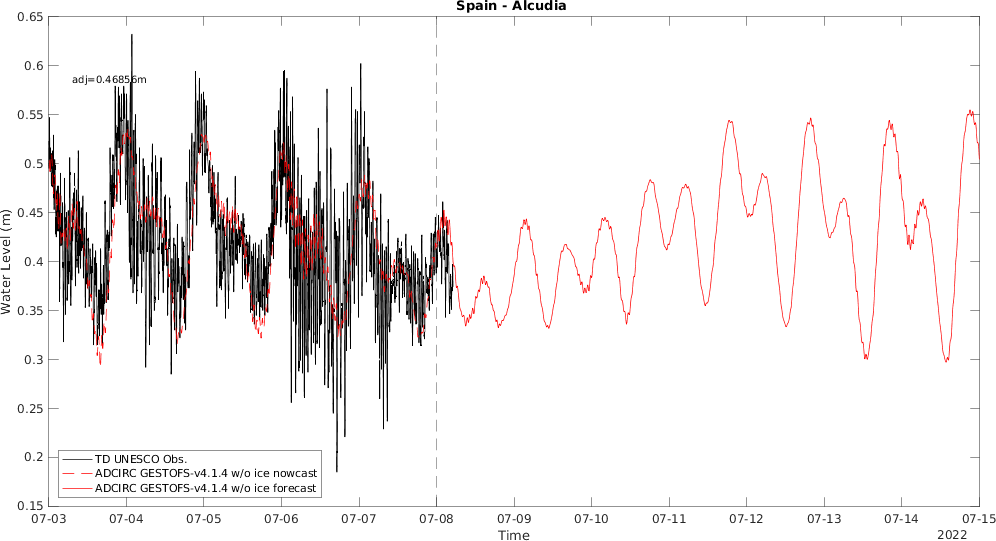 Spain - Alcudia
0.65
0.6
0.55
0.5
0.45
0.4
0.35
0.3
0.25
0.2
0.15
Water Level (m)
adj=0.46856m
TD UNESCO Obs.
ADCIRC GESTOFS-v4.1.4 w/o ice nowcast
ADCIRC GESTOFS-v4.1.4 w/o ice forecast
07-03 07-04 07-05 07-06 07-07 07-08 07-09 07-10 07-11 07-12 07-13 07-14 07-15
Time
2022